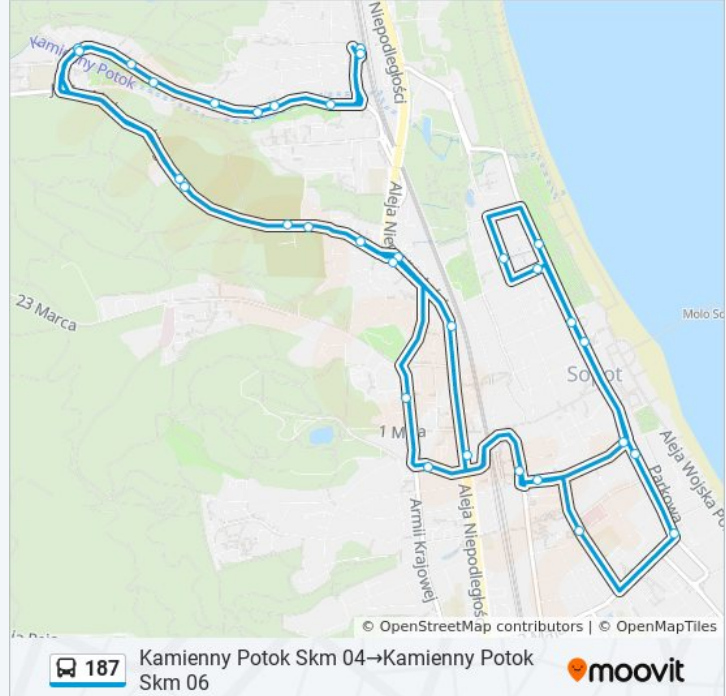 Niepodległości
Kamienny Potok
J
Aleja Nie
23 Marca
Molo So
Sopot
1 Maja
Aleja Wojska Po
Parkowa
Armii Krajowej
Aleja Niepodległoś
© OpenStreetMap contributors | © OpenMapTiles
187
Kamienny Potok Skm 04→Kamienny Potok
Skm 06
moovit